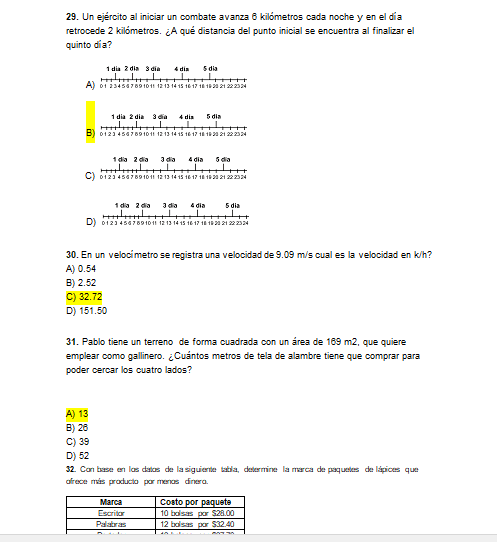 29. Un ejército al iniciar un combate avanza 6 kilómetros cada noche y en el día
retrocede 2 kilómetros. ¿A qué distancia del punto inicial se encuentra al finalizar el
quinto día?
1 día 2 día 3 día 4 día 5 día
A) 0 1 2 3 4 5 6 7 8 9 10 11 12 13 14 15 16 17 18 19 20 21 22 23 24
1 día 2 día 3 día 4 día 5 día
B) 0 1 2 3 4 5 6 7 8 9 10 11 12 13 14 15 16 17 18 19 20 21 22 23 24
1 día 2 día 3 día 4 día 5 día
C) 0 1 2 3 4 5 6 7 8 9 10 11 12 13 14 15 16 17 18 19 20 21 22 23 24
1 día 2 día 3 día 4 día 5 día
D) 0 1 2 3 4 5 6 7 8 9 10 11 12 13 14 15 16 17 18 19 20 21 22 23 24
30. En un velocímetro se registra una velocidad de 9.09 m/s cual es la velocidad en k/h?
A) 0.54
B) 2.52
C) 32.72
D) 151.50
31. Pablo tiene un terreno de forma cuadrada con un área de 169 m2, que quiere
emplear como gallinero. ¿Cuántos metros de tela de alambre tiene que comprar para
poder cercar los cuatro lados?
A) 13
B) 26
C) 39
D) 52
32. Con base en los datos de la siguiente tabla, determine la marca de paquetes de lápices que
ofrece más producto por menos dinero.
Marca Costo por paquete
Escritor 10 bolsas por $28.00
Palabras 12 bolsas por $32.40